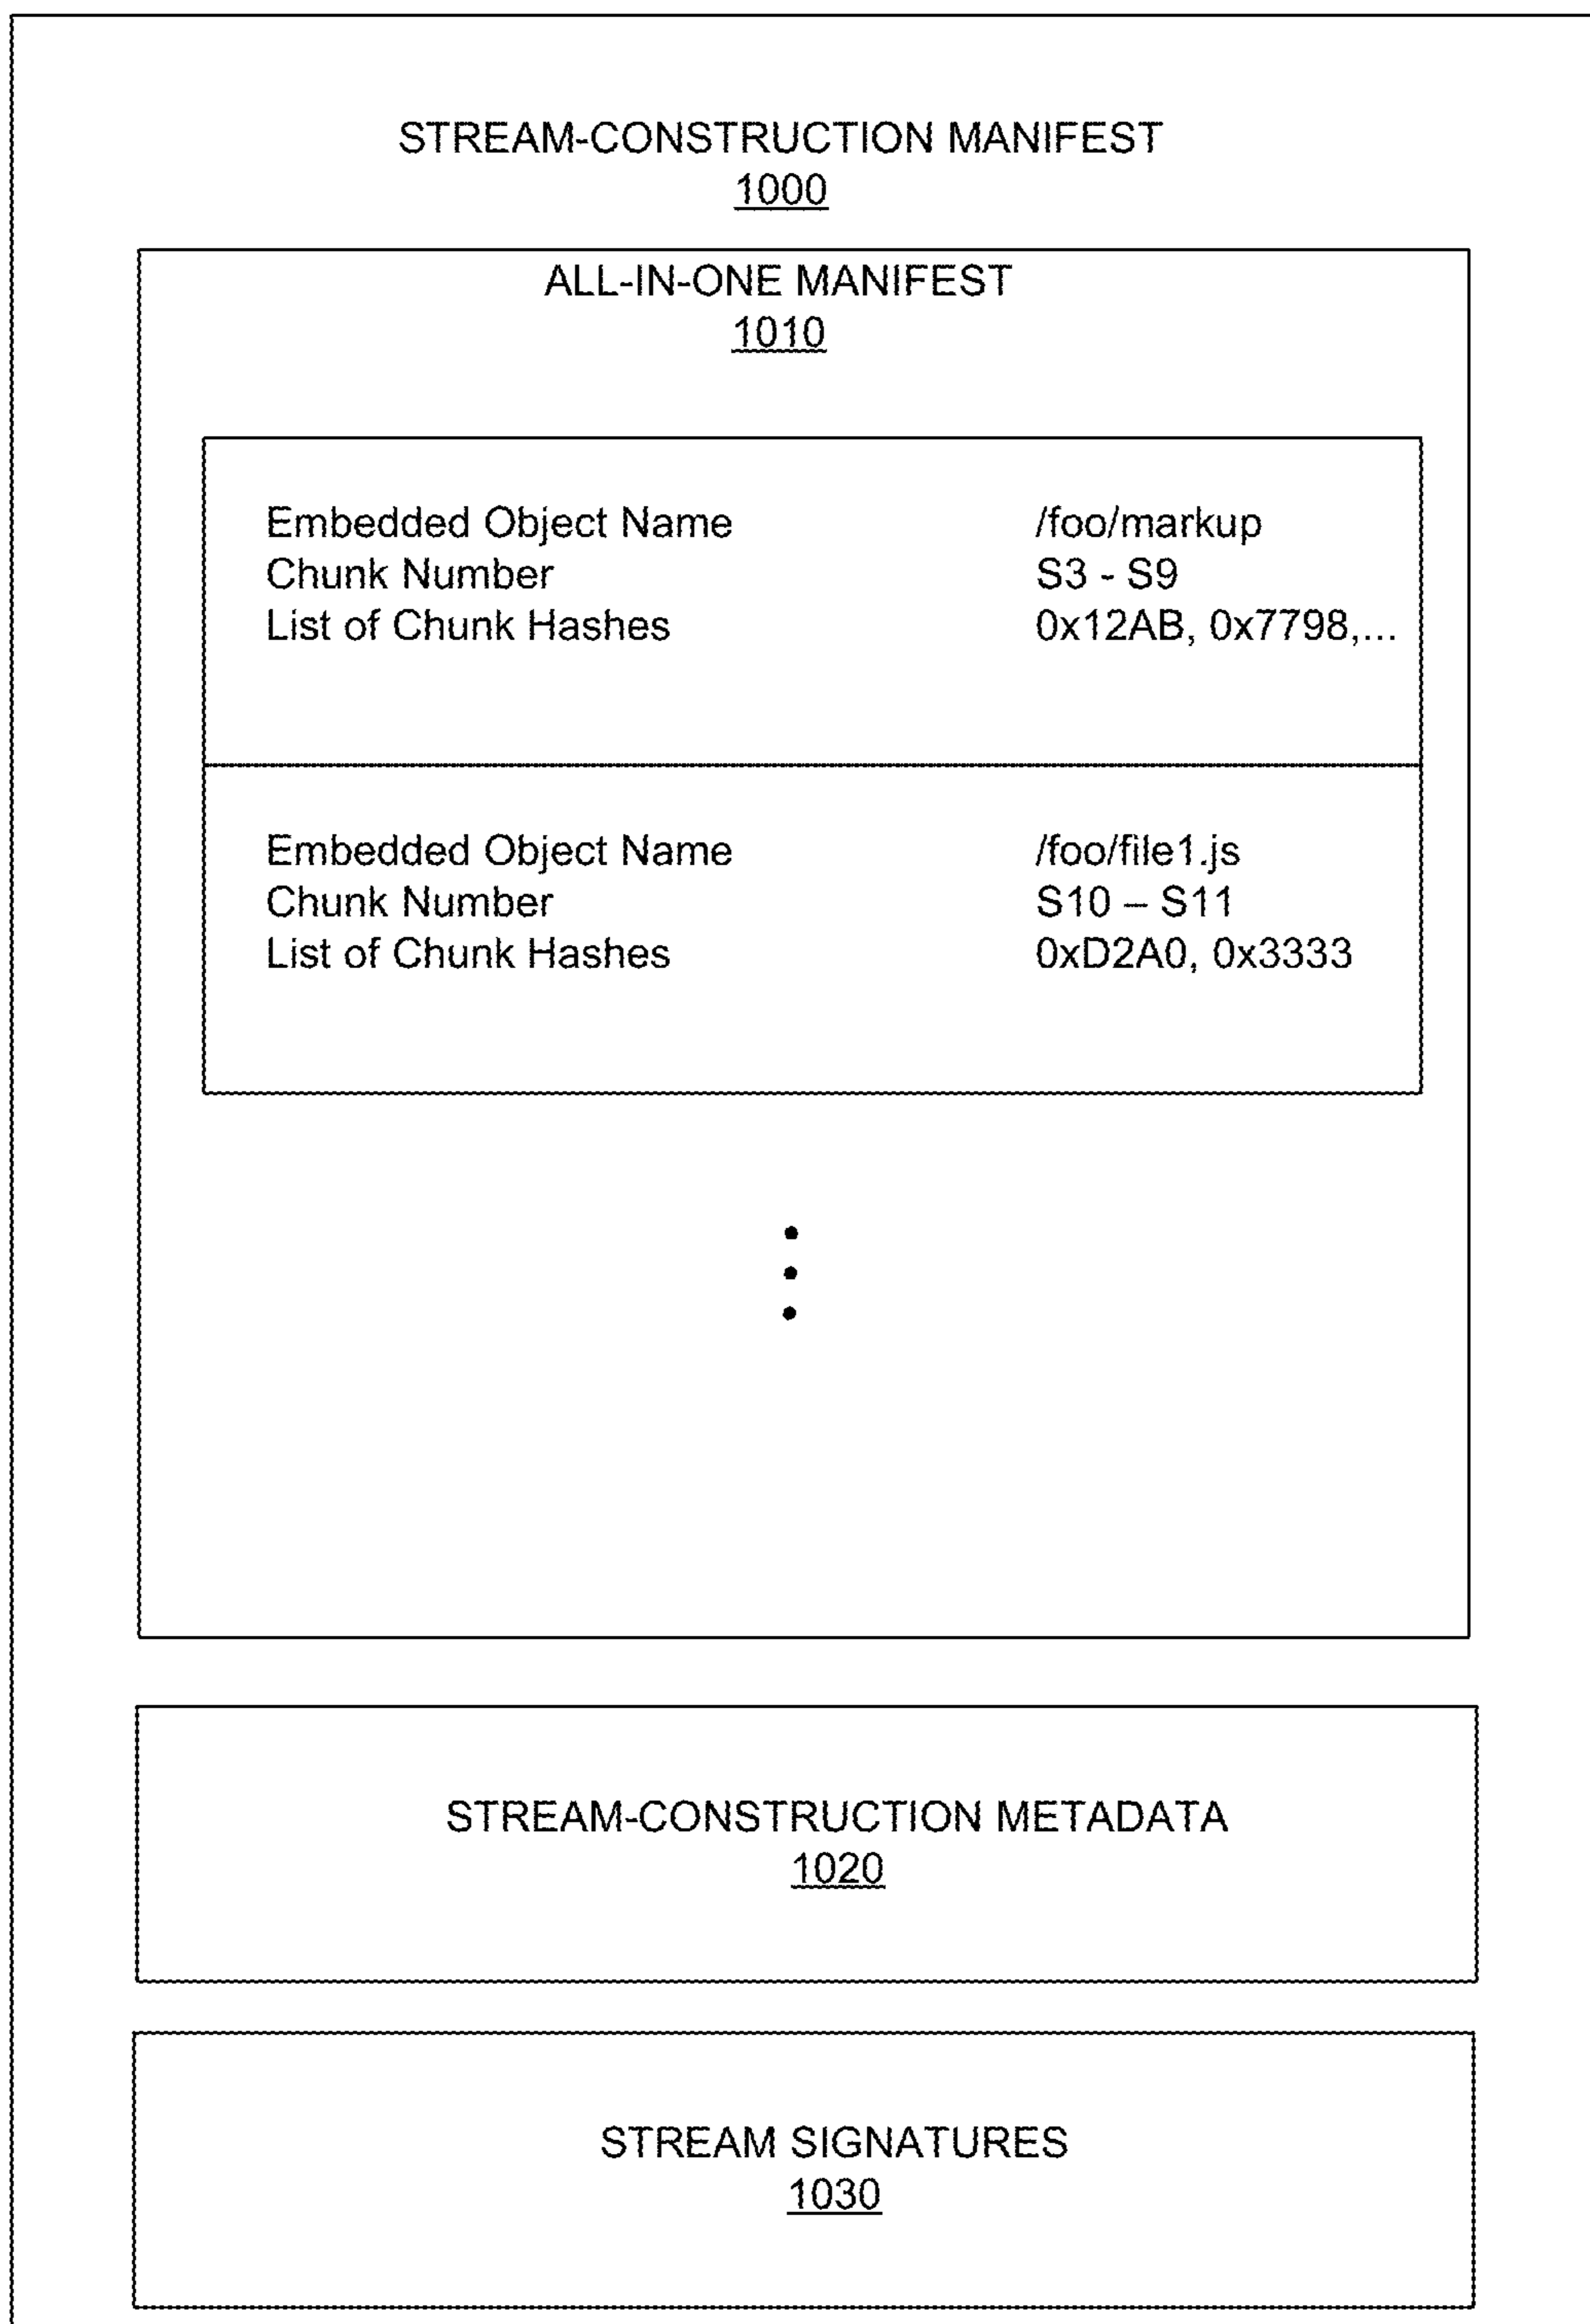 STREAM-CONSTRUCTION MANIFEST
1000
ALL-IN-ONE MANIFEST
1010
Embedded Object Name /foo/markup
Chunk Number S3 - S9
List of Chunk Hashes 0x12AB, 0x7798,...
Embedded Object Name /foo/file1.js
Chunk Number S10 – S11
List of Chunk Hashes 0xD2A0, 0x3333
STREAM-CONSTRUCTION METADATA
1020
STREAM SIGNATURES
1030